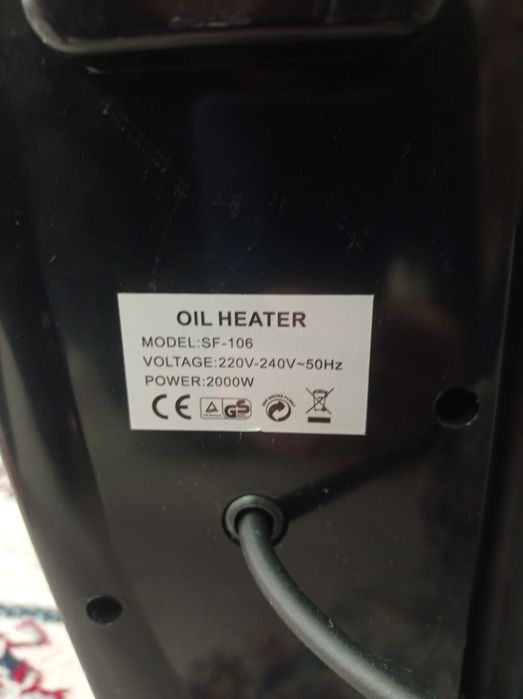 OIL HEATER
MODEL:SF-106
VOLTAGE:220V-240V~50Hz
POWER:2000W
CE GS